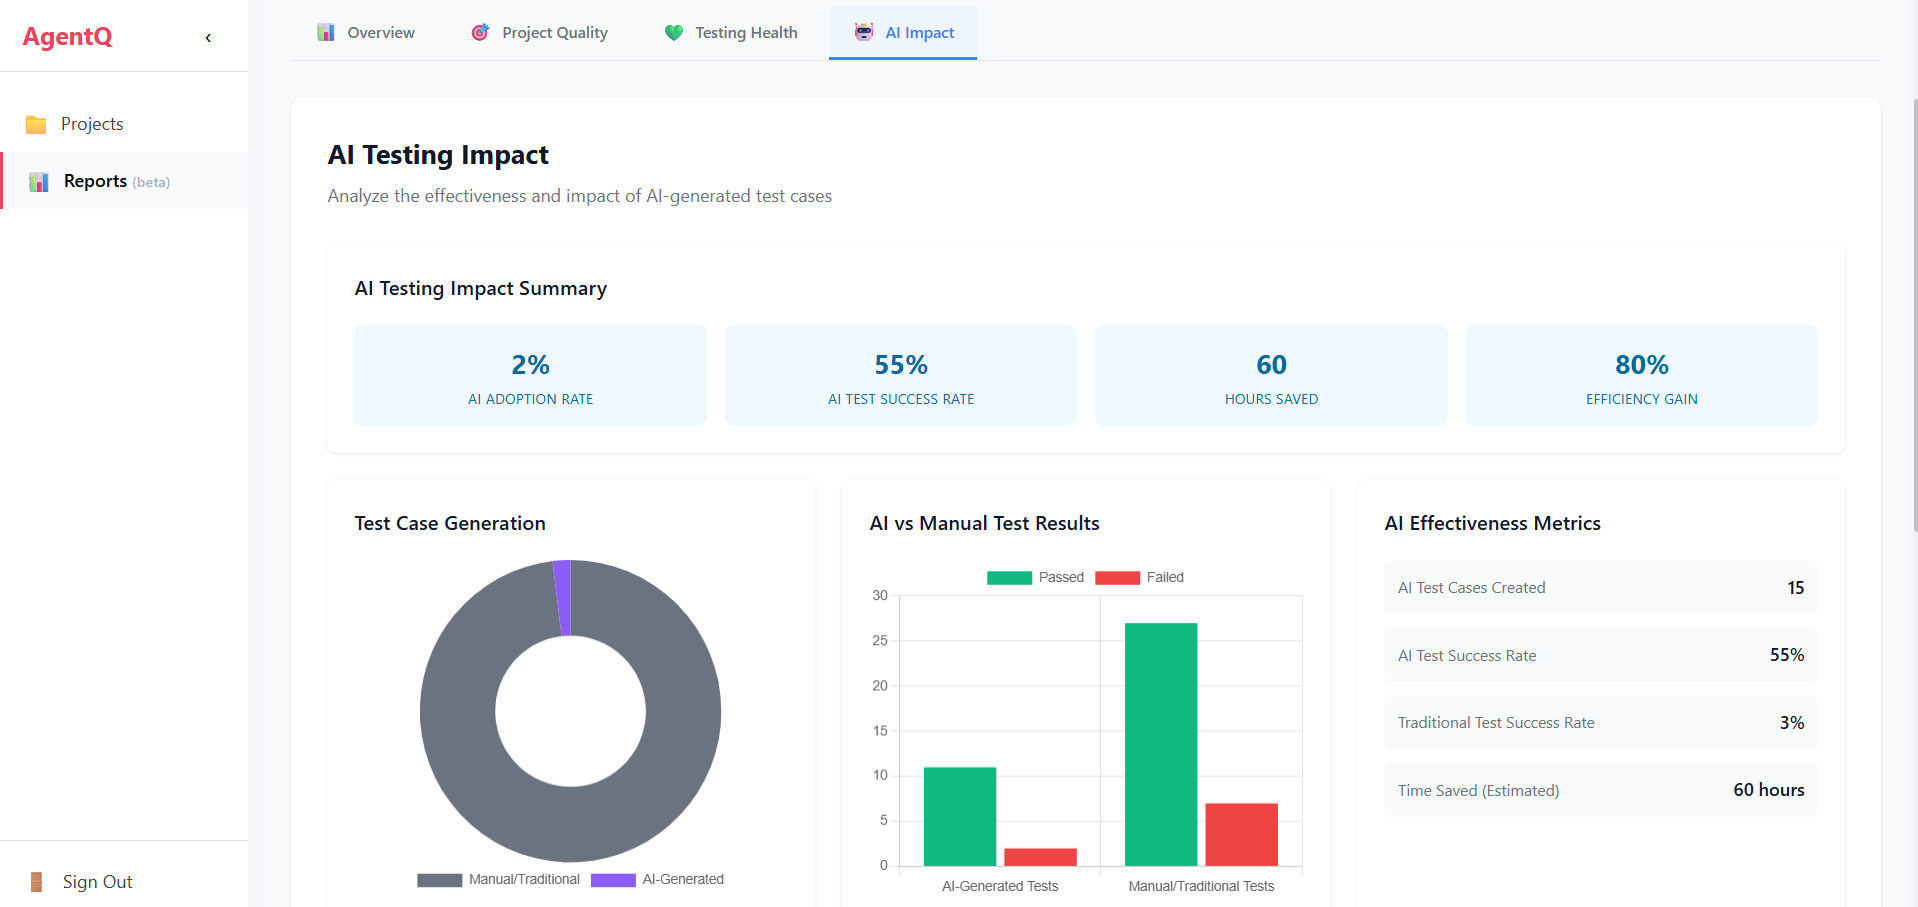 AgentQ
‹
Projects
Reports (beta)
Sign Out
Overview
Project Quality
Testing Health
AI Impact
AI Testing Impact
Analyze the effectiveness and impact of AI-generated test cases
AI Testing Impact Summary
2%
AI ADOPTION RATE
55%
AI TEST SUCCESS RATE
60
HOURS SAVED
80%
EFFICIENCY GAIN
Test Case Generation
Manual/Traditional
AI-Generated
AI vs Manual Test Results
Passed
Failed
30
25
20
15
10
5
0
AI-Generated Tests
Manual/Traditional Tests
AI Effectiveness Metrics
AI Test Cases Created 15
AI Test Success Rate 55%
Traditional Test Success Rate 3%
Time Saved (Estimated) 60 hours